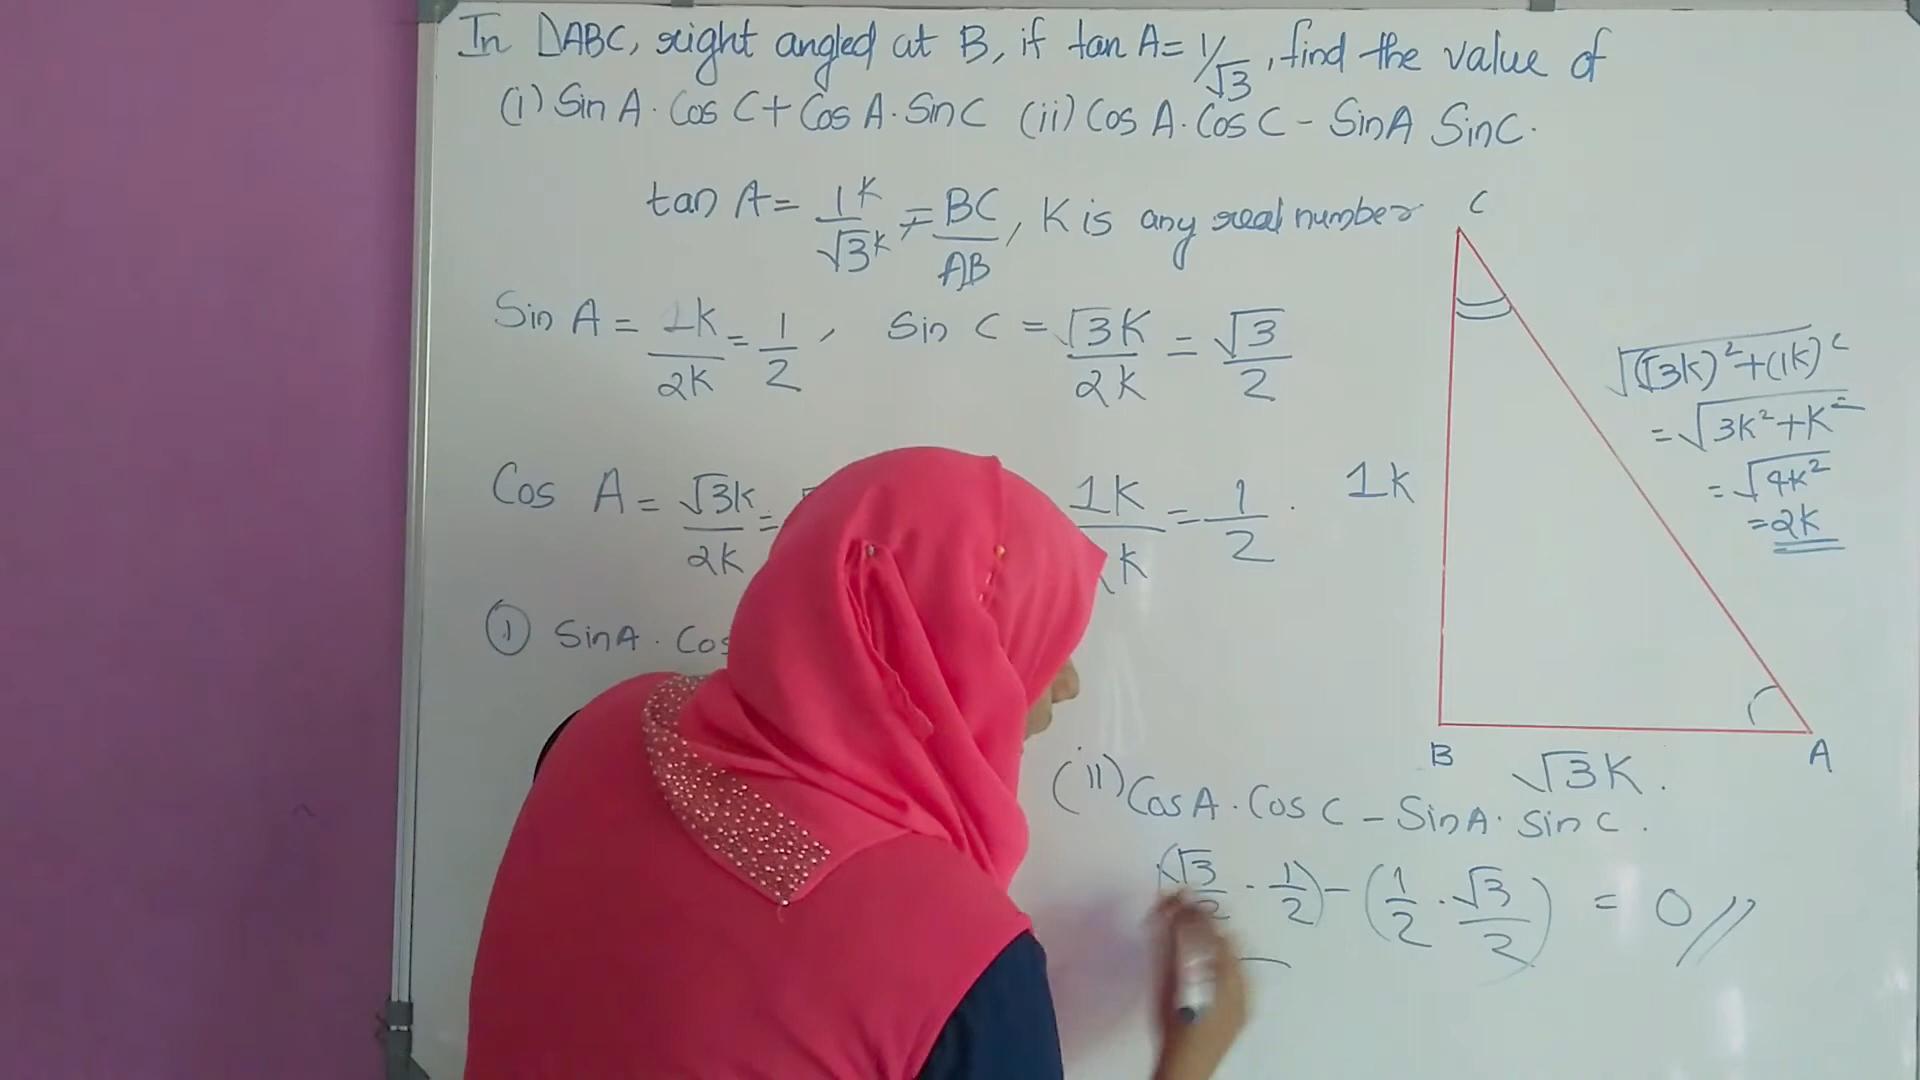 In △ABC, right angled at B, if tan A = 1/√3, find the value of
(i) Sin A · Cos C + Cos A · Sin C (ii) Cos A · Cos C - Sin A Sin C.
tan A = 1K/√3K = BC/AB, K is any real number
C
Sin A = 1K/2K = 1/2, Sin C = √3K/2K = √3/2
√(√3K)² + (1K)²
= √3K² + K²
= √4K²
= 2K
Cos A = √3K/2K = 1K/K = 1/2.
1K
① Sin A · Cos
B √3K. A
(ii) Cos A · Cos C - Sin A · Sin C.
(√3/2 · 1/2) - (1/2 · √3/2) = 0//